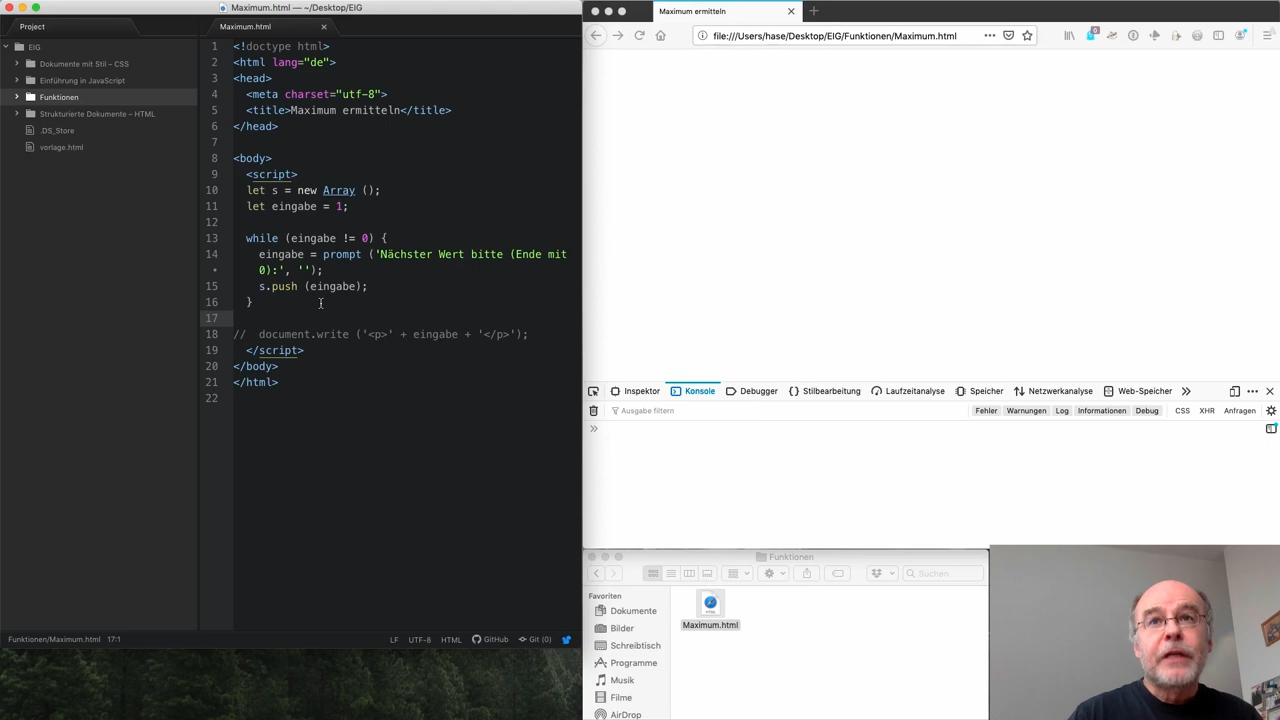 Maximum.html — ~/Desktop/EIG
Project
Maximum.html
EIG
Dokumente mit Stil – CSS
Einführung in JavaScript
Funktionen
Strukturierte Dokumente – HTML
.DS_Store
vorlage.html
1 <!doctype html>
2 <html lang="de">
3 <head>
4 <meta charset="utf-8">
5 <title>Maximum ermitteln</title>
6 </head>
7
8 <body>
9 <script>
10 let s = new Array ();
11 let eingabe = 1;
12
13 while (eingabe != 0) {
14 eingabe = prompt ('Nächster Wert bitte (Ende mit
• 0):', '');
15 s.push (eingabe);
16 }
17
18 // document.write ('<p>' + eingabe + '</p>');
19 </script>
20 </body>
21 </html>
22
Funktionen/Maximum.html 17:1
LF UTF-8 HTML GitHub Git (0)
Maximum ermitteln
file:///Users/hase/Desktop/EIG/Funktionen/Maximum.html
Inspektor Konsole Debugger Stilbearbeitung Laufzeitanalyse Speicher Netzwerkanalyse Web-Speicher
Ausgabe filtern
Fehler Warnungen Log Informationen Debug CSS XHR Anfragen
Funktionen
Suchen
Favoriten
Dokumente
Bilder
Schreibtisch
Programme
Musik
Filme
AirDrop
HTML
Maximum.html